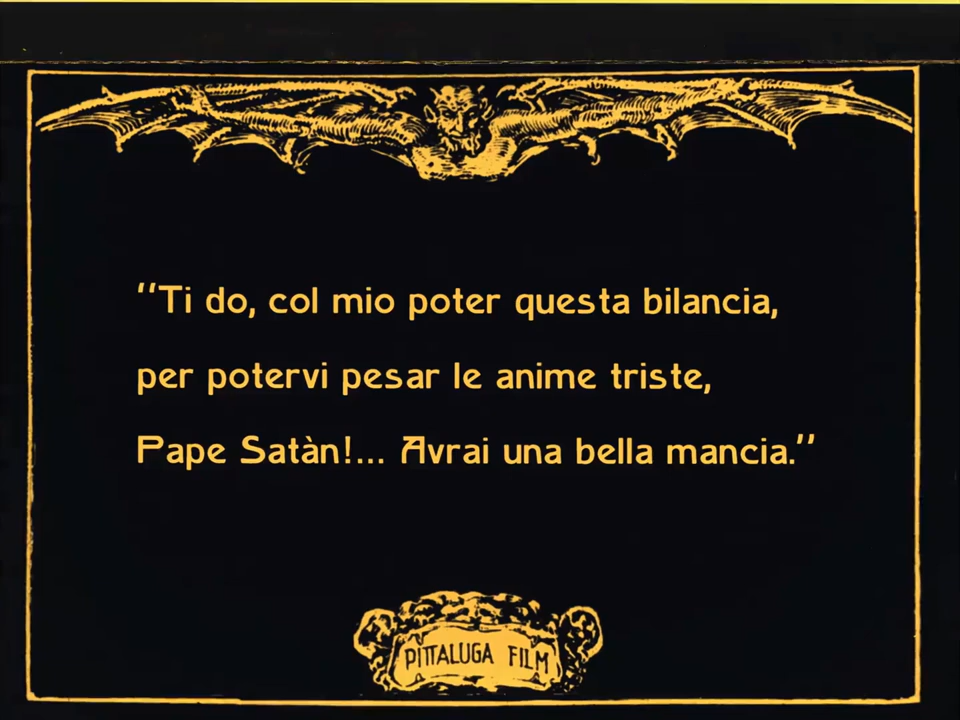 "Ti do, col mio poter questa bilancia,
per potervi pesar le anime triste,
Pape Satàn!... Avrai una bella mancia."
PITTALUGA FILM